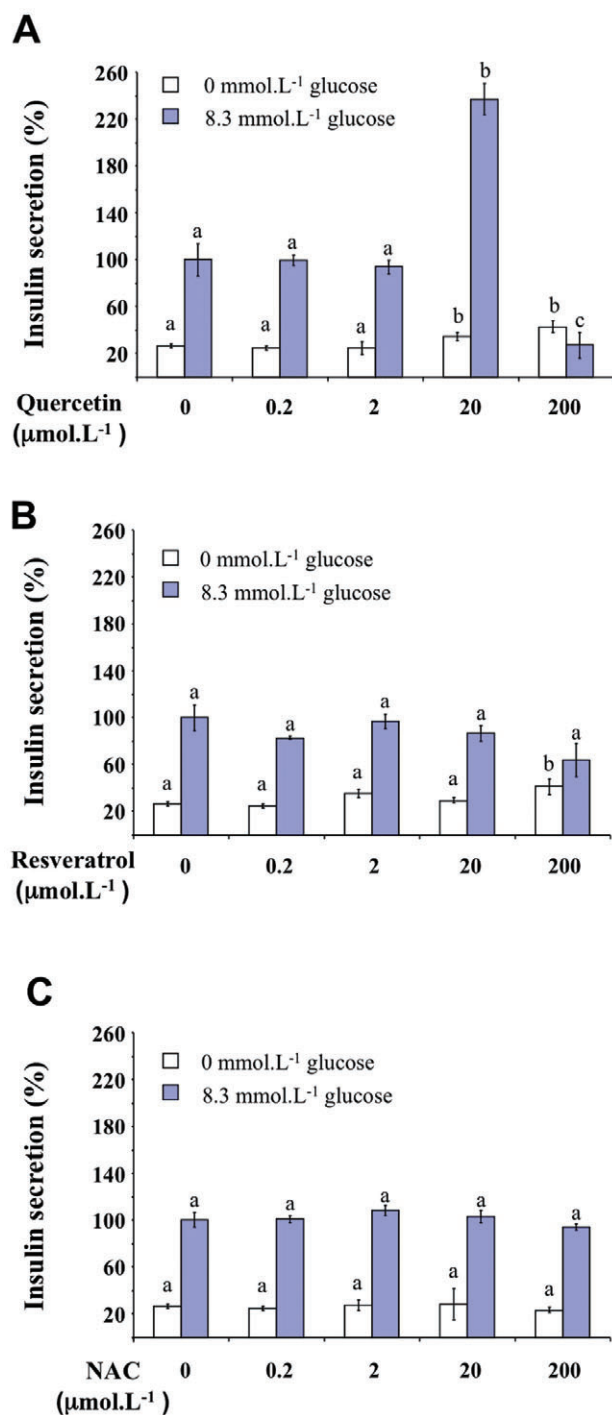 A
Insulin secretion (%)
260
220
180
140
100
60
20
0 mmol.L⁻¹ glucose
8.3 mmol.L⁻¹ glucose
a a a a a a b b b c
Quercetin 0 0.2 2 20 200
(μmol.L⁻¹ )
B
Insulin secretion (%)
260
220
180
140
100
60
20
0 mmol.L⁻¹ glucose
8.3 mmol.L⁻¹ glucose
a a a a a a a a b a
Resveratrol 0 0.2 2 20 200
(μmol.L⁻¹ )
C
Insulin secretion (%)
260
220
180
140
100
60
20
0 mmol.L⁻¹ glucose
8.3 mmol.L⁻¹ glucose
a a a a a a a a a a
NAC 0 0.2 2 20 200
(μmol.L⁻¹ )